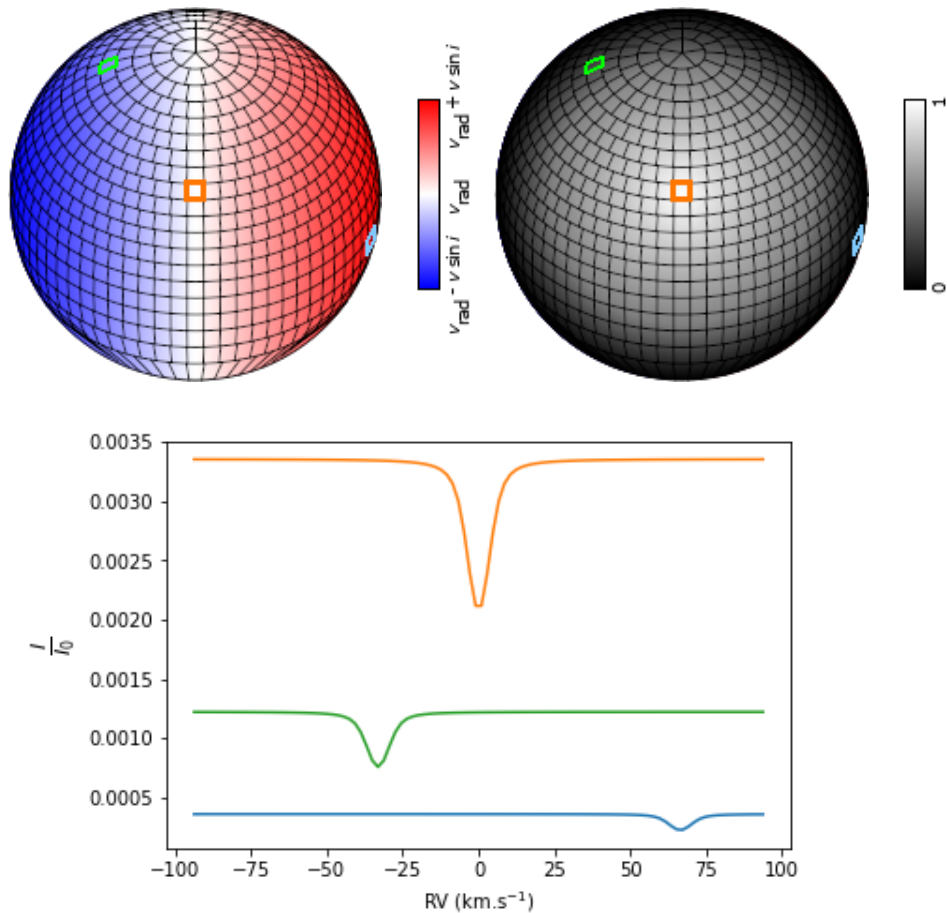 v_rad - v sin i   v_rad   v_rad + v sin i
0   1
0.0035
0.0030
0.0025
0.0020
0.0015
0.0010
0.0005
I/I₀
−100 −75 −50 −25 0 25 50 75 100
RV (km.s⁻¹)